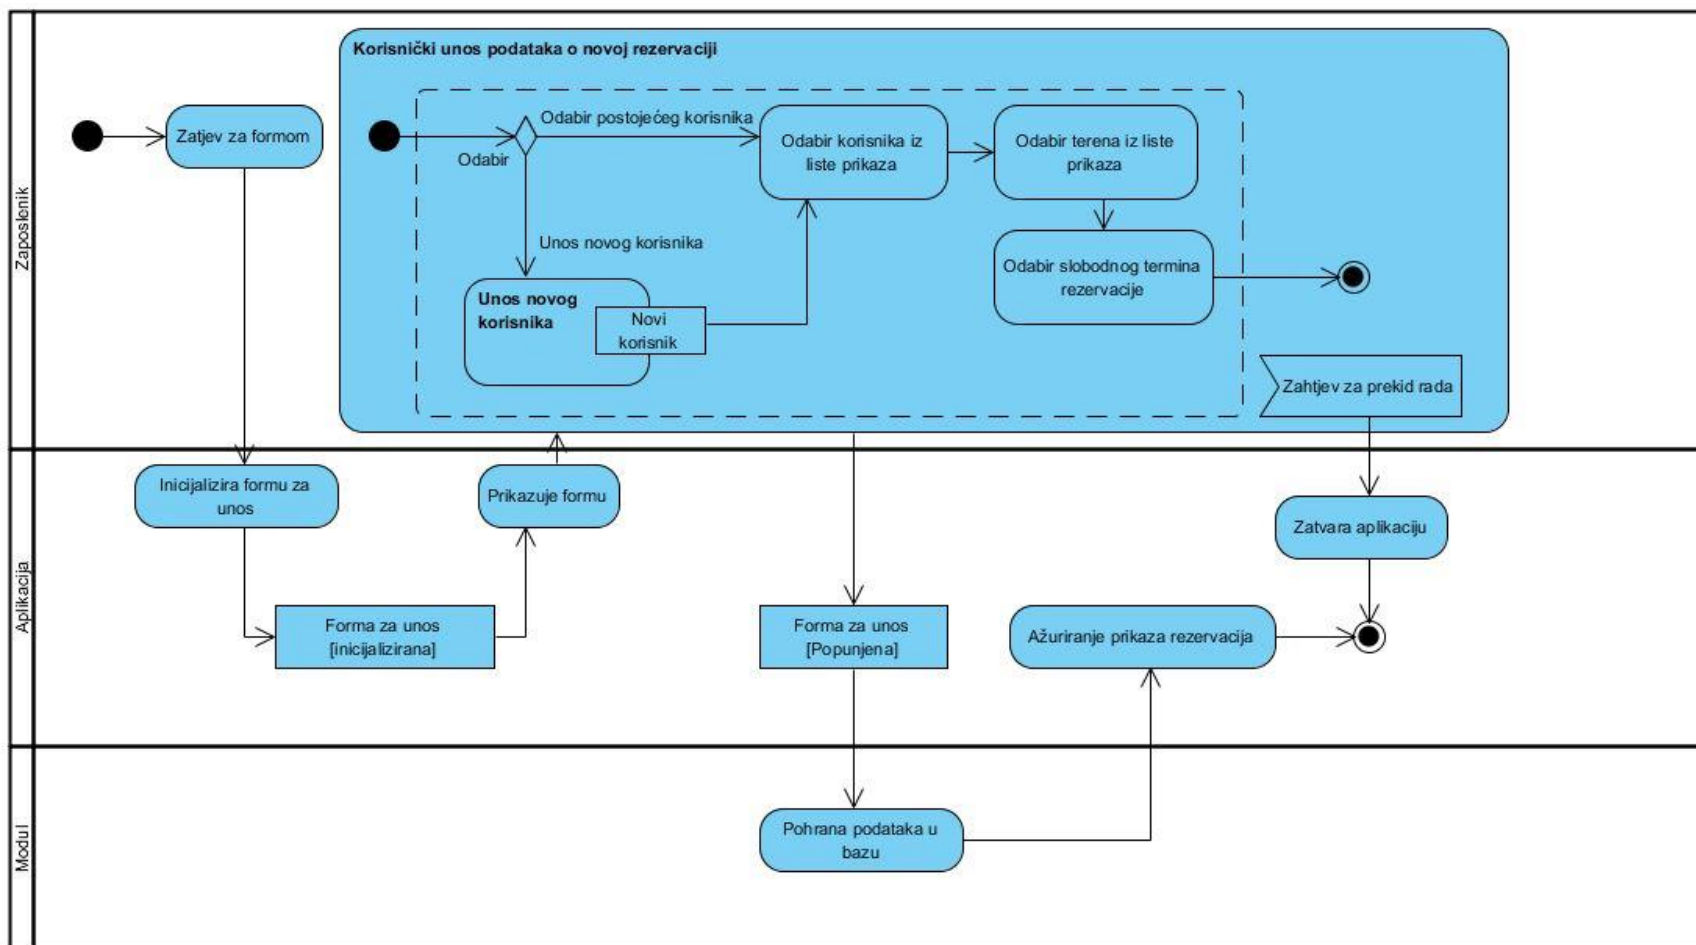 Zaposlenik
Korisnički unos podataka o novoj rezervaciji
Zatjev za formom
Odabir
Odabir postojećeg korisnika
Odabir korisnika iz
liste prikaza
Odabir terena iz liste
prikaza
Unos novog korisnika
Unos novog
korisnika
Novi
korisnik
Odabir slobodnog termina
rezervacije
Zahtjev za prekid rada
Aplikacija
Inicijalizira formu za
unos
Prikazuje formu
Zatvara aplikaciju
Forma za unos
[inicijalizirana]
Forma za unos
[Popunjena]
Ažuriranje prikaza rezervacija
Modul
Pohrana podataka u
bazu